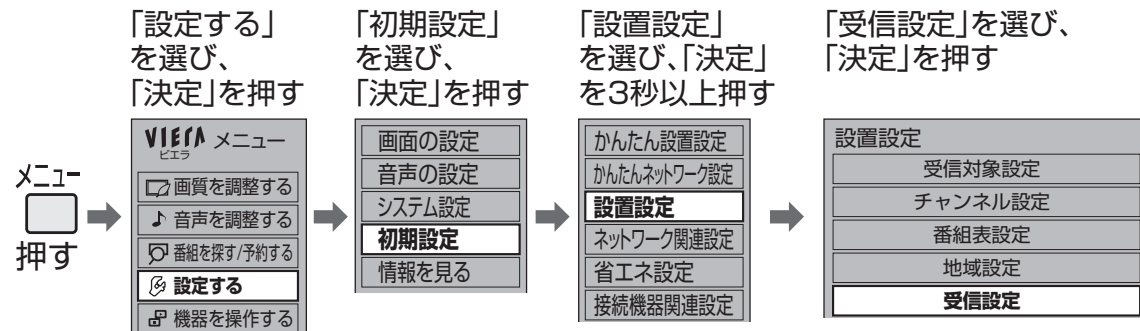 「設定する」
を選び、
「決定」を押す
「初期設定」
を選び、
「決定」を押す
「設置設定」
を選び、「決定」
を3秒以上押す
「受信設定」を選び、
「決定」を押す
メニュー
押す
VIERA メニュー
ビエラ
画質を調整する
音声を調整する
番組を探す/予約する
設定する
機器を操作する
画面の設定
音声の設定
システム設定
初期設定
情報を見る
かんたん設置設定
かんたんネットワーク設定
設置設定
ネットワーク関連設定
省エネ設定
接続機器関連設定
設置設定
受信対象設定
チャンネル設定
番組表設定
地域設定
受信設定